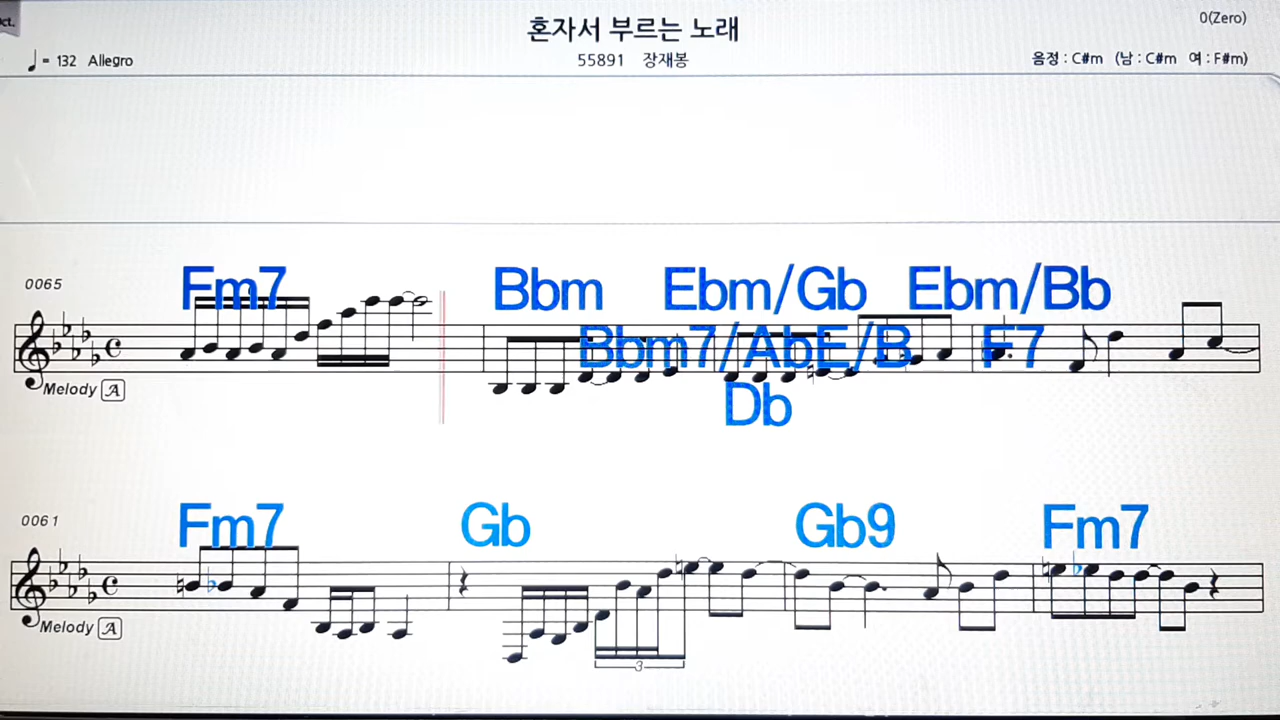 ct.
혼자서 부르는 노래
0(Zero)
♩ = 132 Allegro
55891 장재봉
음정 : C#m (남 : C#m 여 : F#m)
0065
Fm7 Bbm Ebm/Gb Ebm/Bb
Bbm7/Ab E/B F7
Melody A
Db
0061
Fm7 Gb Gb9 Fm7
Melody A
3